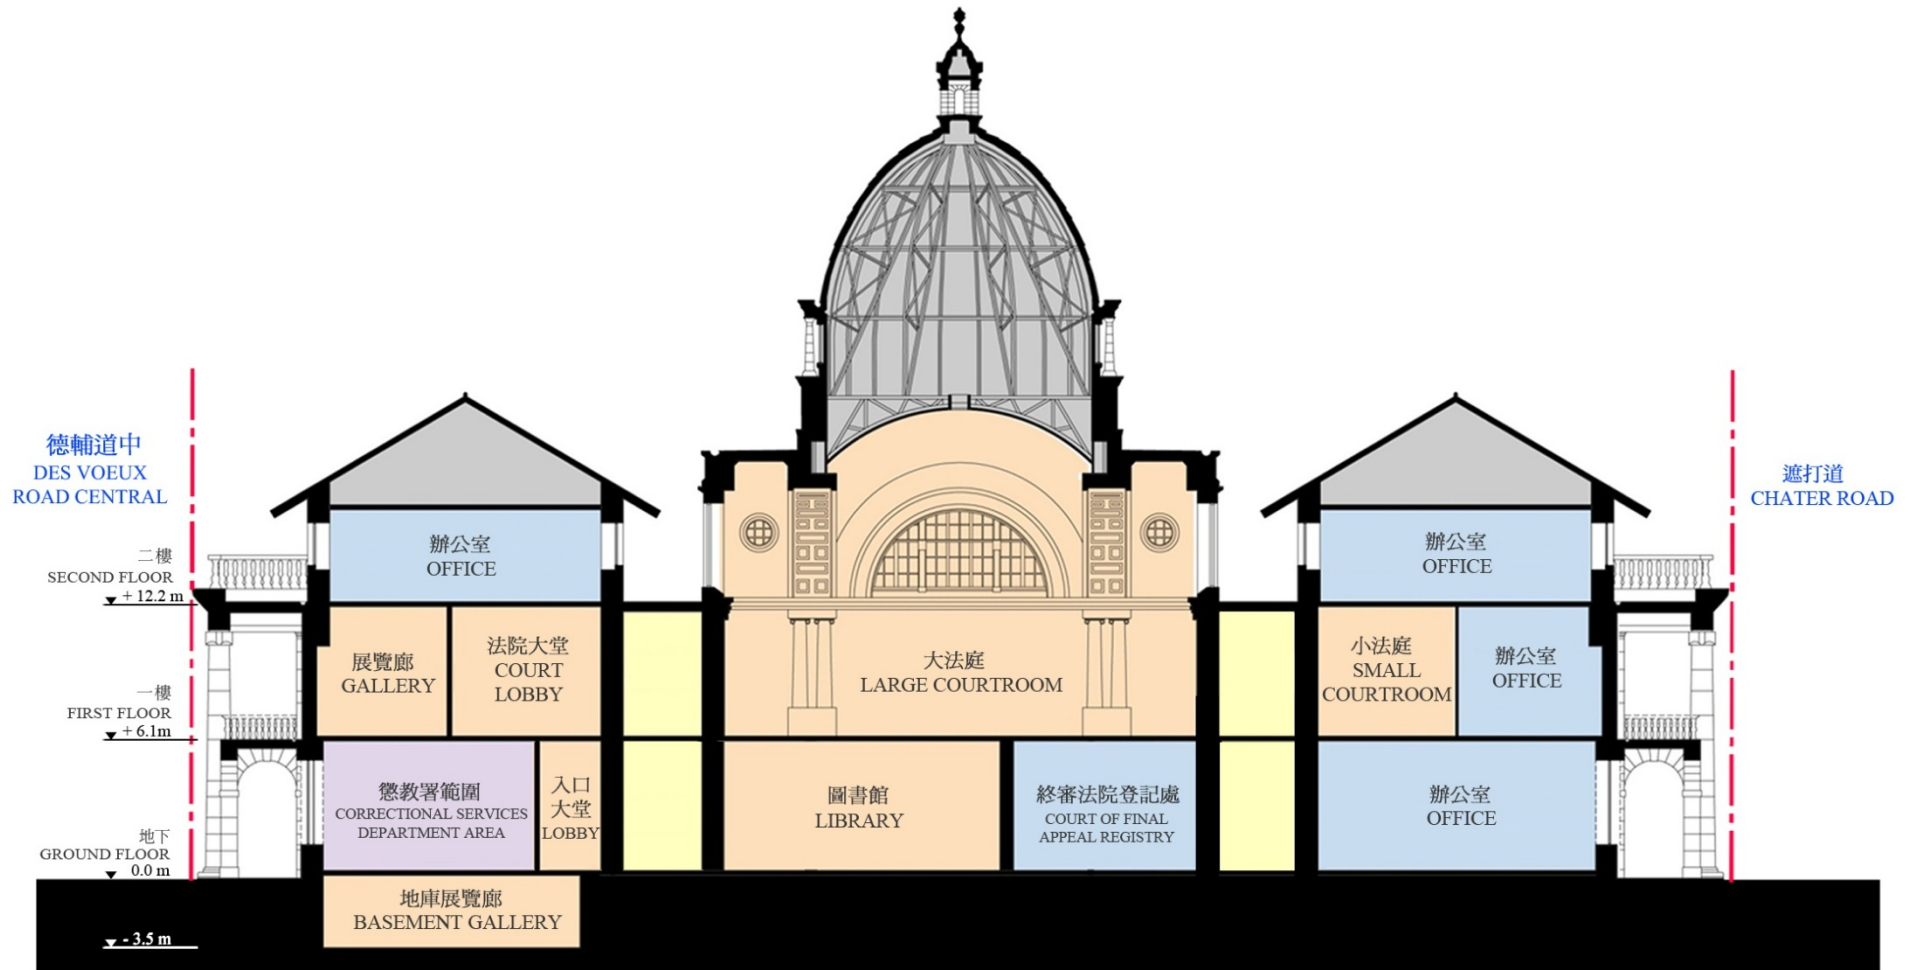 德輔道中
DES VOEUX
ROAD CENTRAL
遮打道
CHATER ROAD
二樓
SECOND FLOOR
+ 12.2 m
辦公室
OFFICE
辦公室
OFFICE
一樓
FIRST FLOOR
+ 6.1m
展覽廊
GALLERY
法院大堂
COURT
LOBBY
大法庭
LARGE COURTROOM
小法庭
SMALL
COURTROOM
辦公室
OFFICE
地下
GROUND FLOOR
0.0 m
懲教署範圍
CORRECTIONAL SERVICES
DEPARTMENT AREA
入口
大堂
LOBBY
圖書館
LIBRARY
終審法院登記處
COURT OF FINAL
APPEAL REGISTRY
辦公室
OFFICE
地庫展覽廊
BASEMENT GALLERY
- 3.5 m